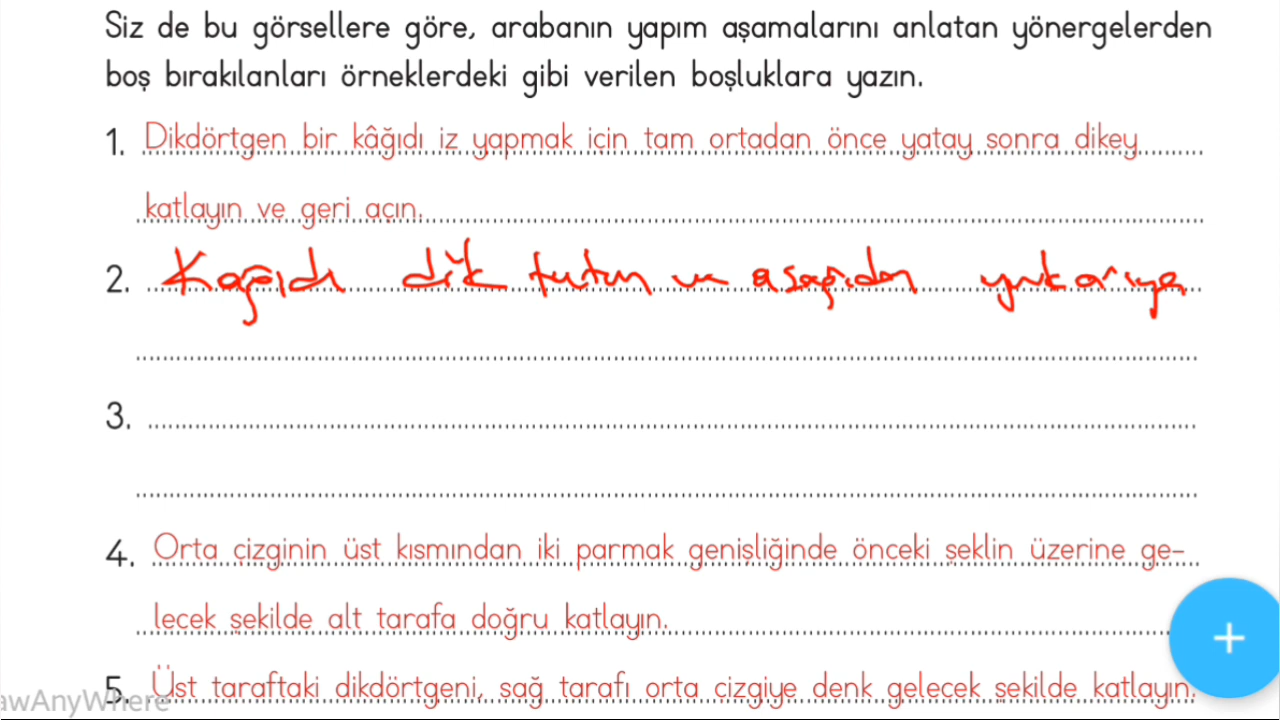 Siz de bu görsellere göre, arabanın yapım aşamalarını anlatan yönergelerden
boş bırakılanları örneklerdeki gibi verilen boşluklara yazın.
1. Dikdörtgen bir kâğıdı iz yapmak için tam ortadan önce yatay sonra dikey
katlayın ve geri açın.
2. Kağıdı dik tutun ve aşağıdan yukarıya
3.
4. Orta çizginin üst kısmından iki parmak genişliğinde önceki şeklin üzerine ge-
lecek şekilde alt tarafa doğru katlayın.
5. Üst taraftaki dikdörtgeni, sağ tarafı orta çizgiye denk gelecek şekilde katlayın.
awAnyWhere
+